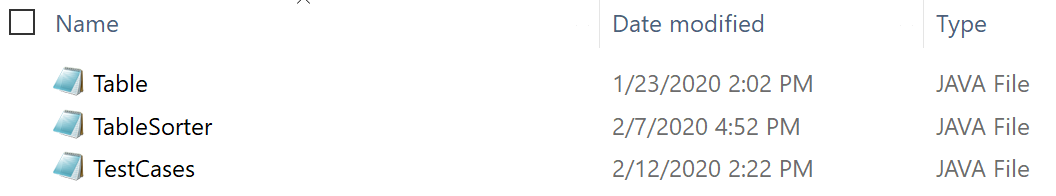 Name Date modified Type
Table 1/23/2020 2:02 PM JAVA File
TableSorter 2/7/2020 4:52 PM JAVA File
TestCases 2/12/2020 2:22 PM JAVA File